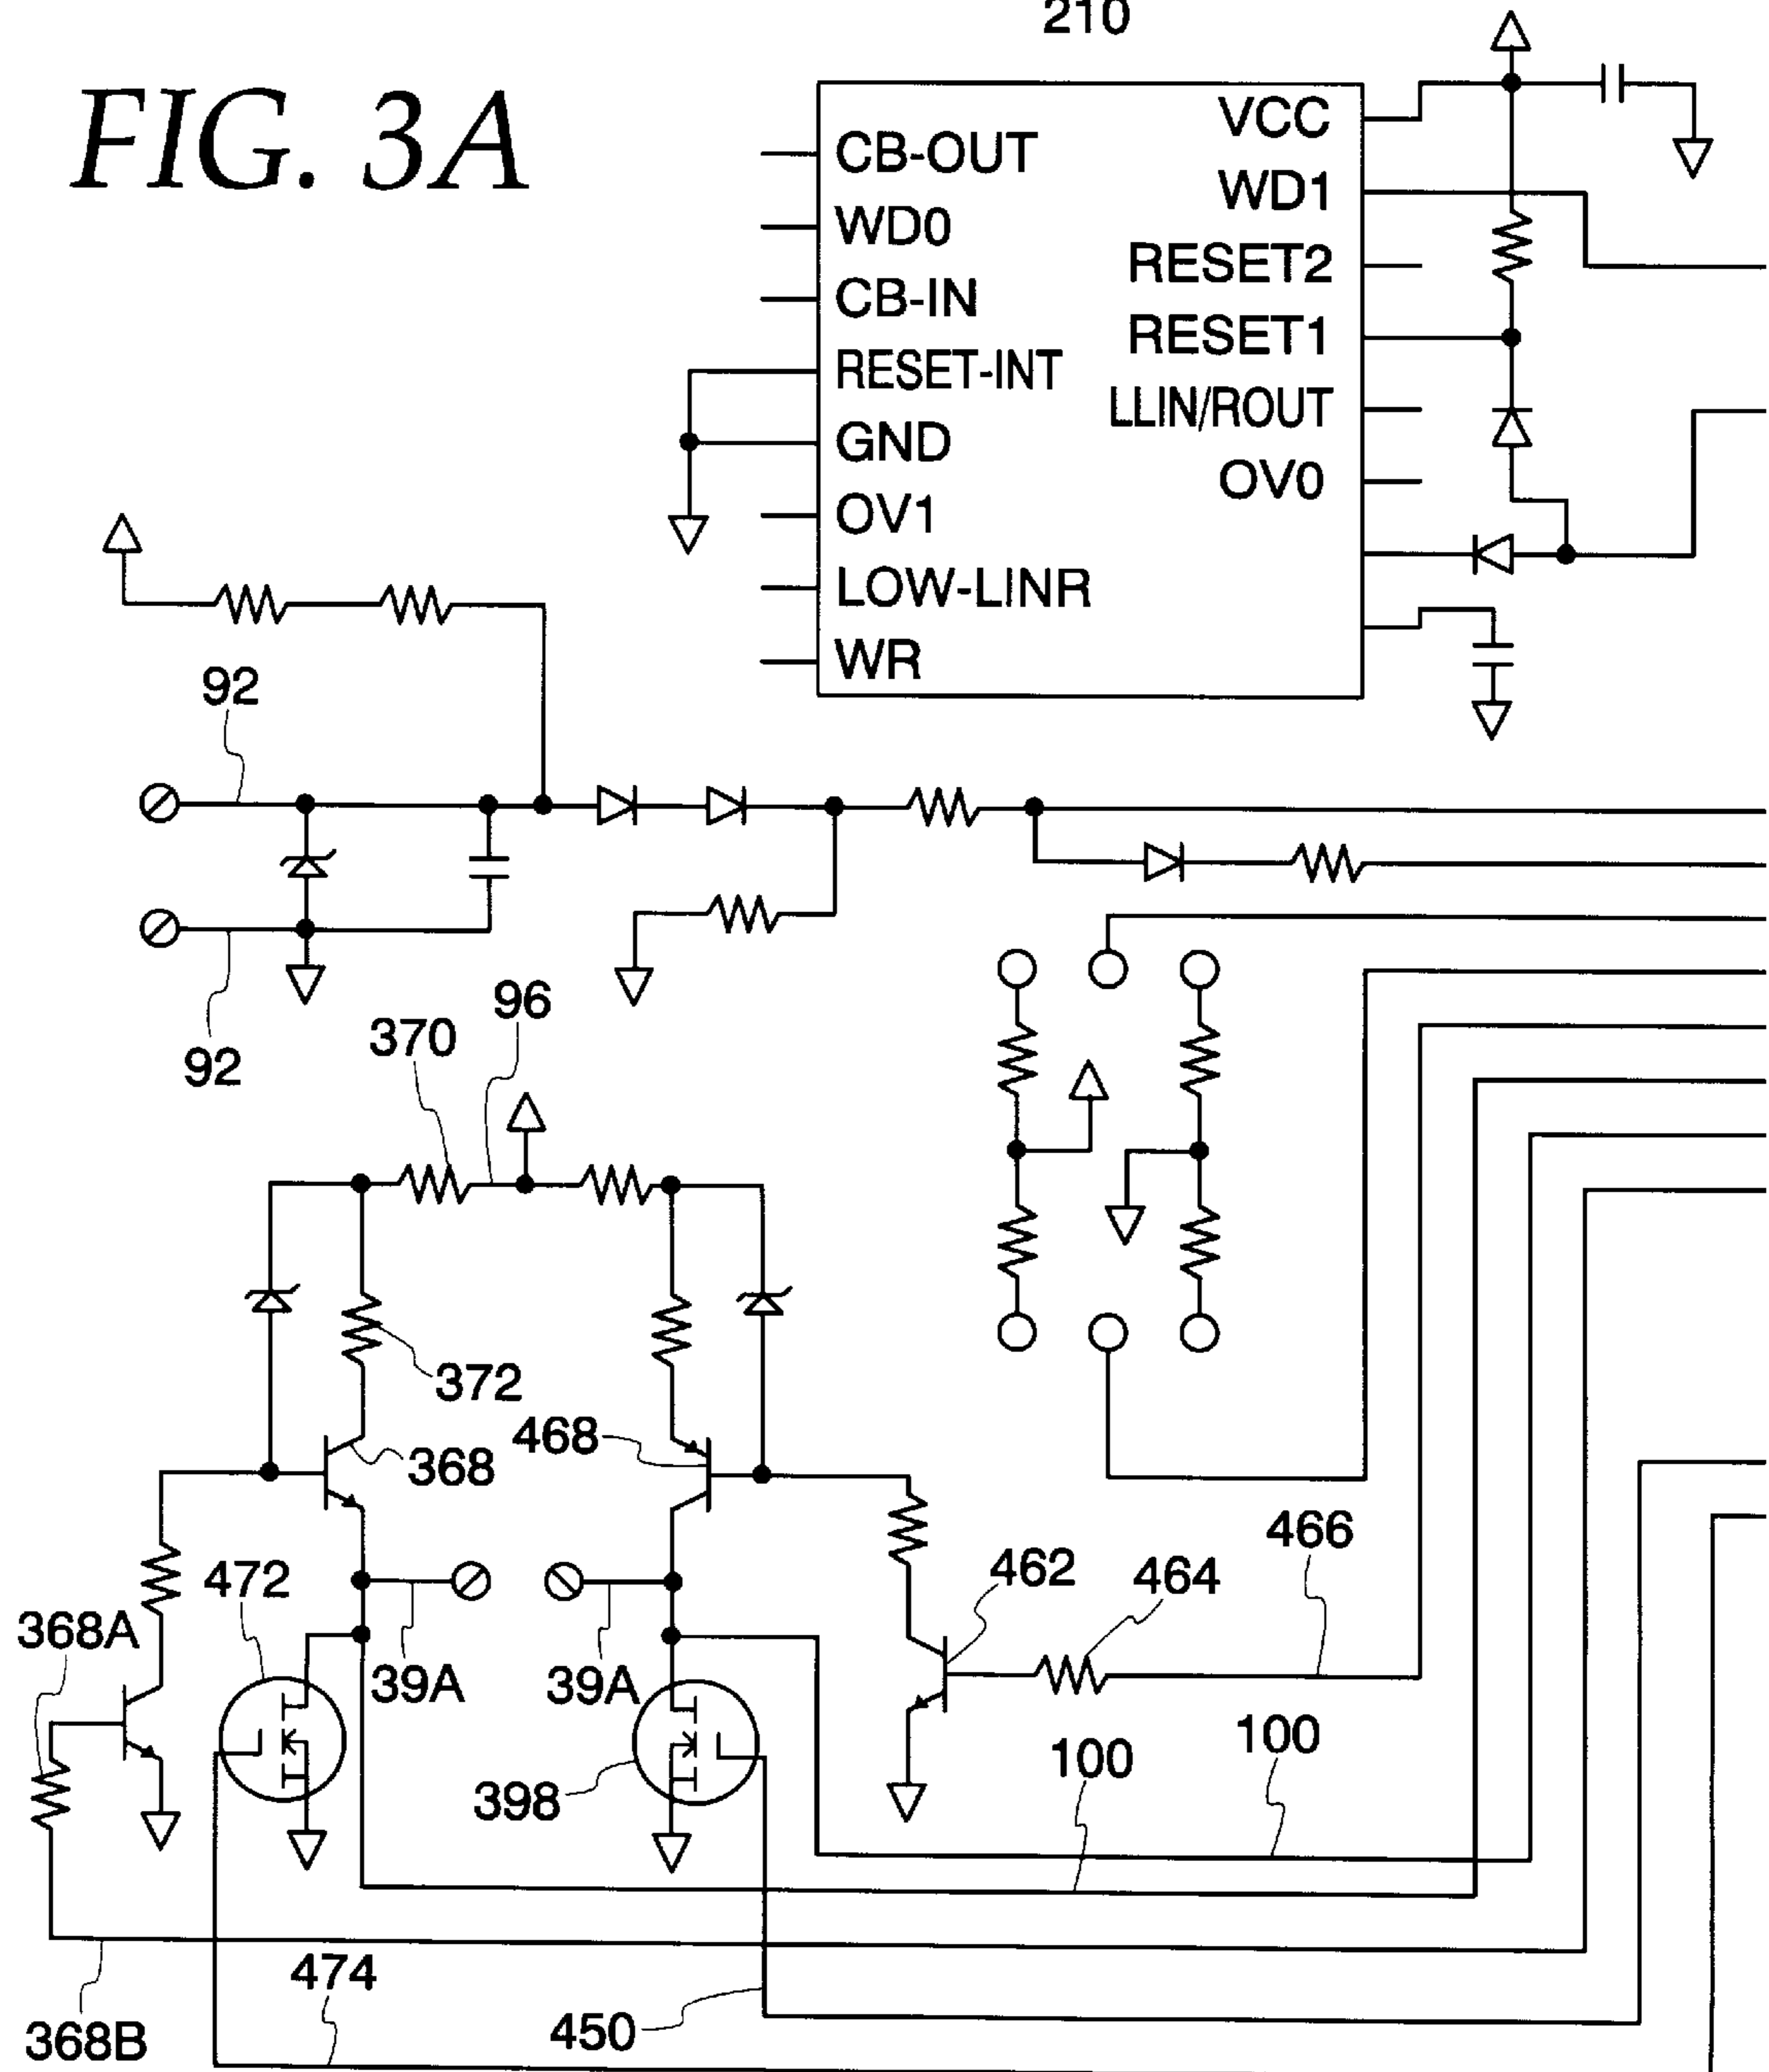 210
FIG. 3A
VCC
CB-OUT
WD1
WD0
RESET2
CB-IN
RESET1
RESET-INT
LLIN/ROUT
GND
OV0
OV1
LOW-LINR
WR
92
92
96
370
372
468
368
466
462
464
472
368A
39A
39A
100
100
398
474
450
368B